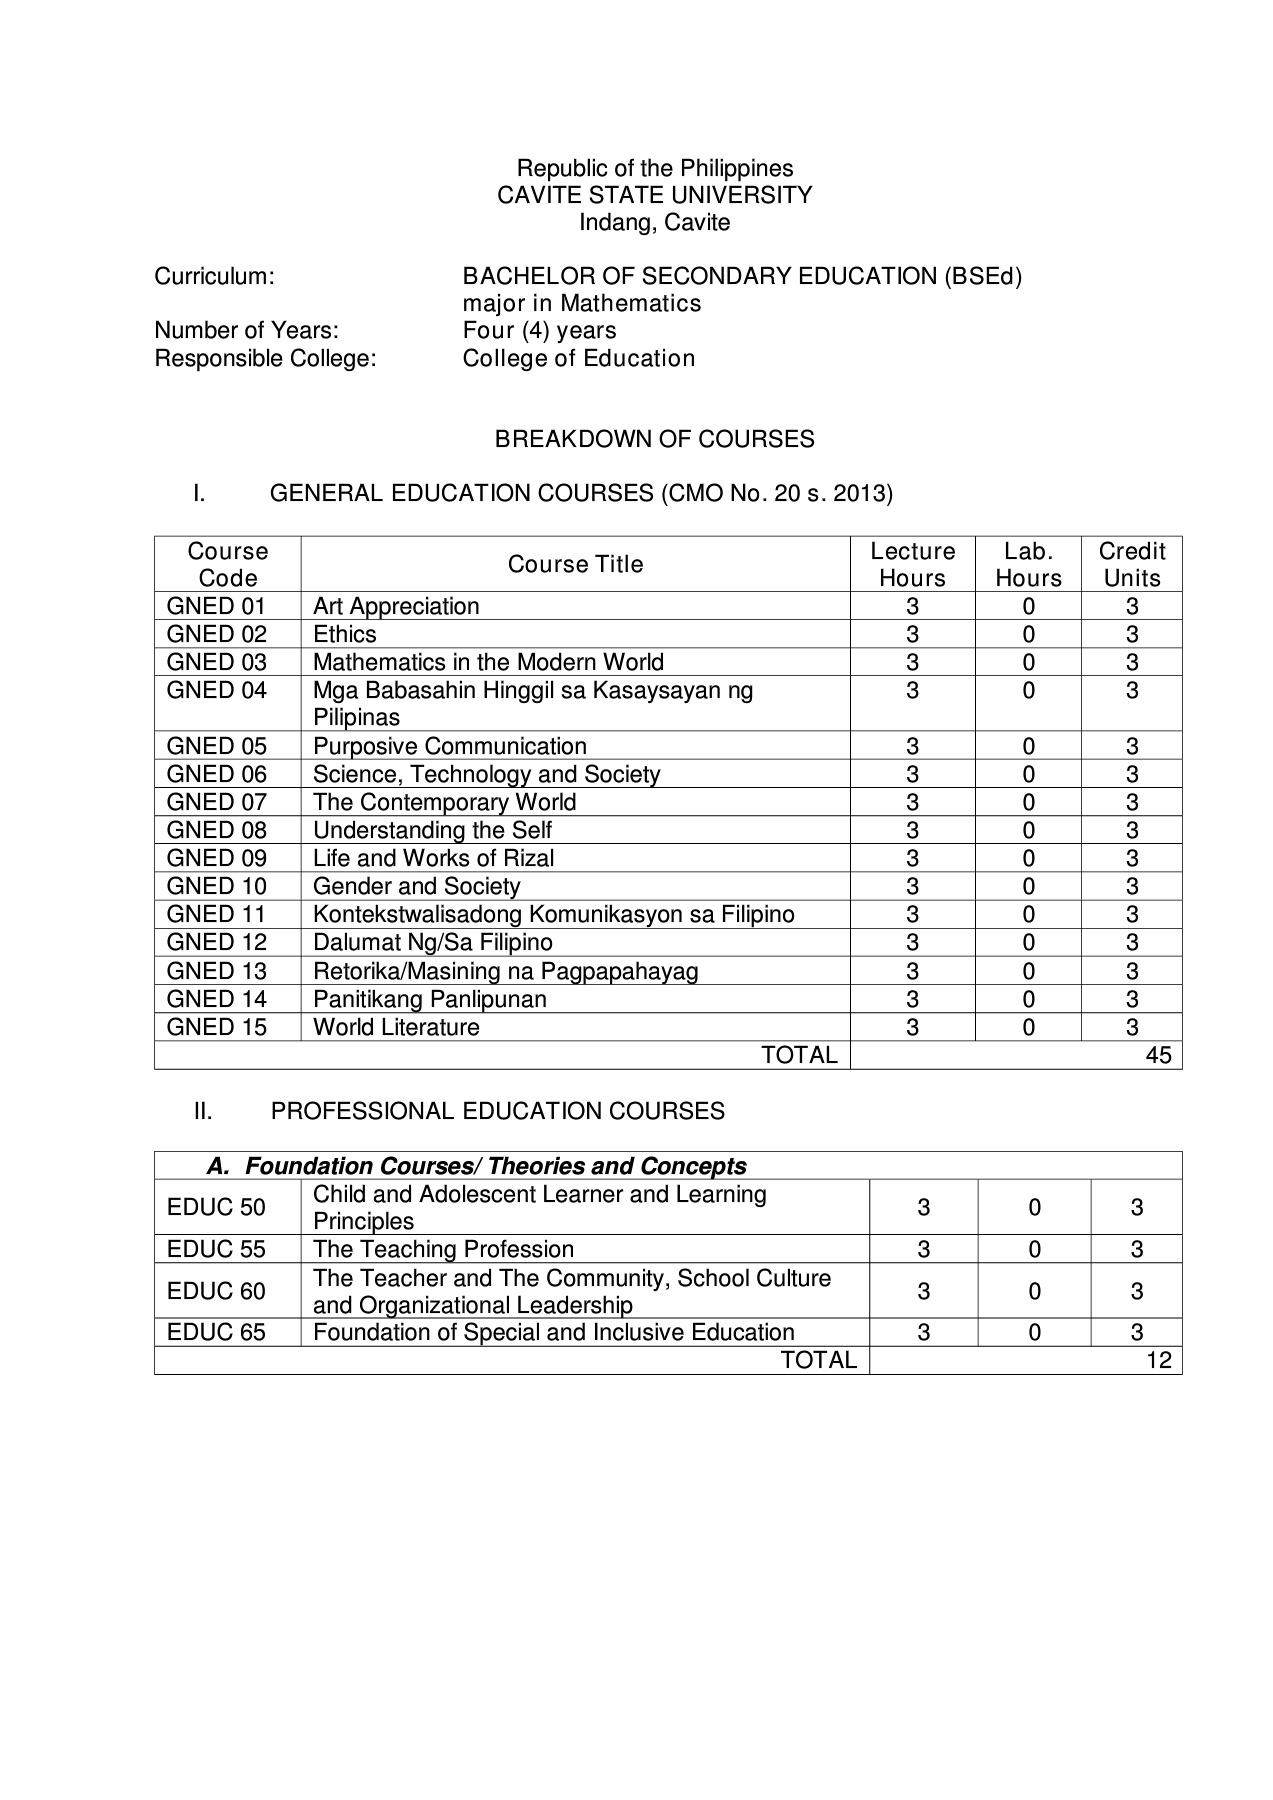 Republic of the Philippines
CAVITE STATE UNIVERSITY
Indang, Cavite
Curriculum: BACHELOR OF SECONDARY EDUCATION (BSEd)
major in Mathematics
Number of Years: Four (4) years
Responsible College: College of Education
BREAKDOWN OF COURSES
I. GENERAL EDUCATION COURSES (CMO No. 20 s. 2013)
Course Code Course Title Lecture Hours Lab. Hours Credit Units
GNED 01 Art Appreciation 3 0 3
GNED 02 Ethics 3 0 3
GNED 03 Mathematics in the Modern World 3 0 3
GNED 04 Mga Babasahin Hinggil sa Kasaysayan ng 3 0 3
Pilipinas
GNED 05 Purposive Communication 3 0 3
GNED 06 Science, Technology and Society 3 0 3
GNED 07 The Contemporary World 3 0 3
GNED 08 Understanding the Self 3 0 3
GNED 09 Life and Works of Rizal 3 0 3
GNED 10 Gender and Society 3 0 3
GNED 11 Kontekstwalisadong Komunikasyon sa Filipino 3 0 3
GNED 12 Dalumat Ng/Sa Filipino 3 0 3
GNED 13 Retorika/Masining na Pagpapahayag 3 0 3
GNED 14 Panitikang Panlipunan 3 0 3
GNED 15 World Literature 3 0 3
TOTAL 45
II. PROFESSIONAL EDUCATION COURSES
A. Foundation Courses/ Theories and Concepts
EDUC 50 Child and Adolescent Learner and Learning
Principles 3 0 3
EDUC 55 The Teaching Profession 3 0 3
EDUC 60 The Teacher and The Community, School Culture
and Organizational Leadership 3 0 3
EDUC 65 Foundation of Special and Inclusive Education 3 0 3
TOTAL 12